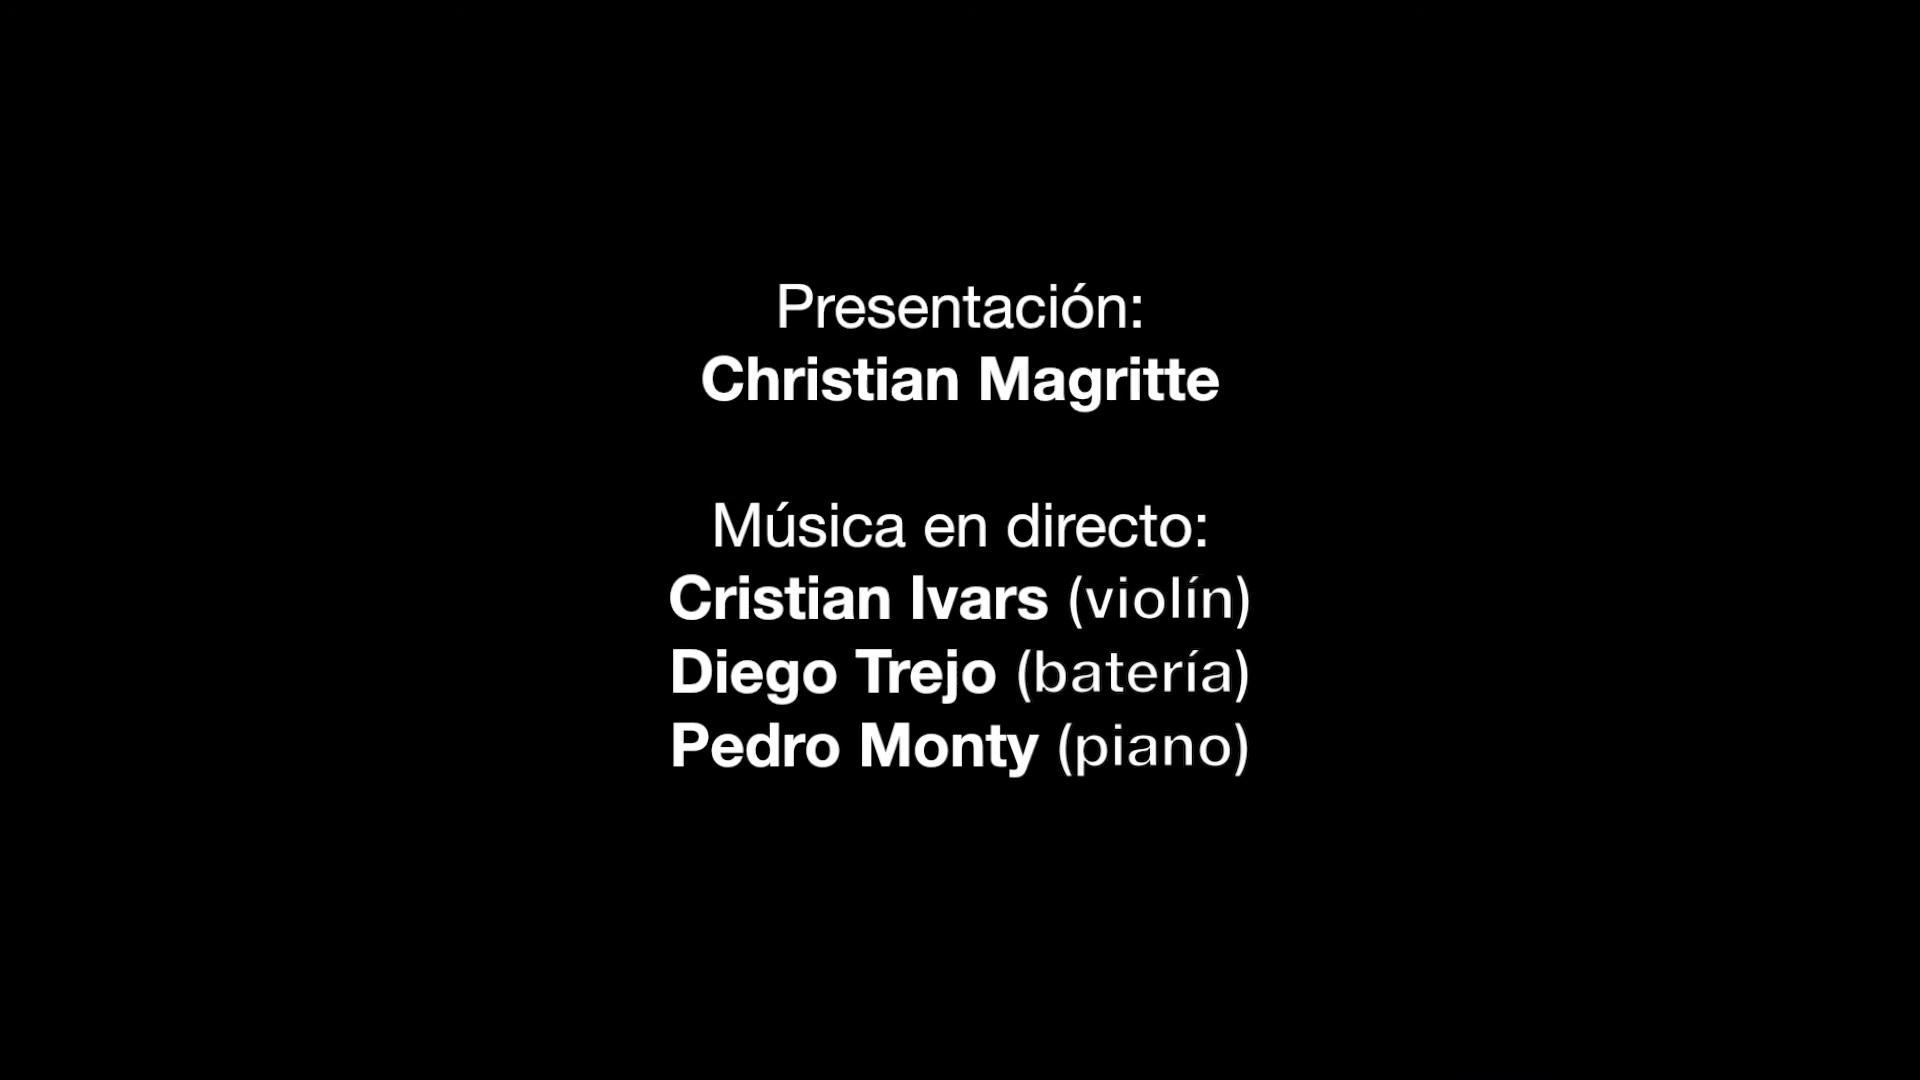 Presentación:
Christian Magritte
Música en directo:
Cristian Ivars (violín)
Diego Trejo (batería)
Pedro Monty (piano)